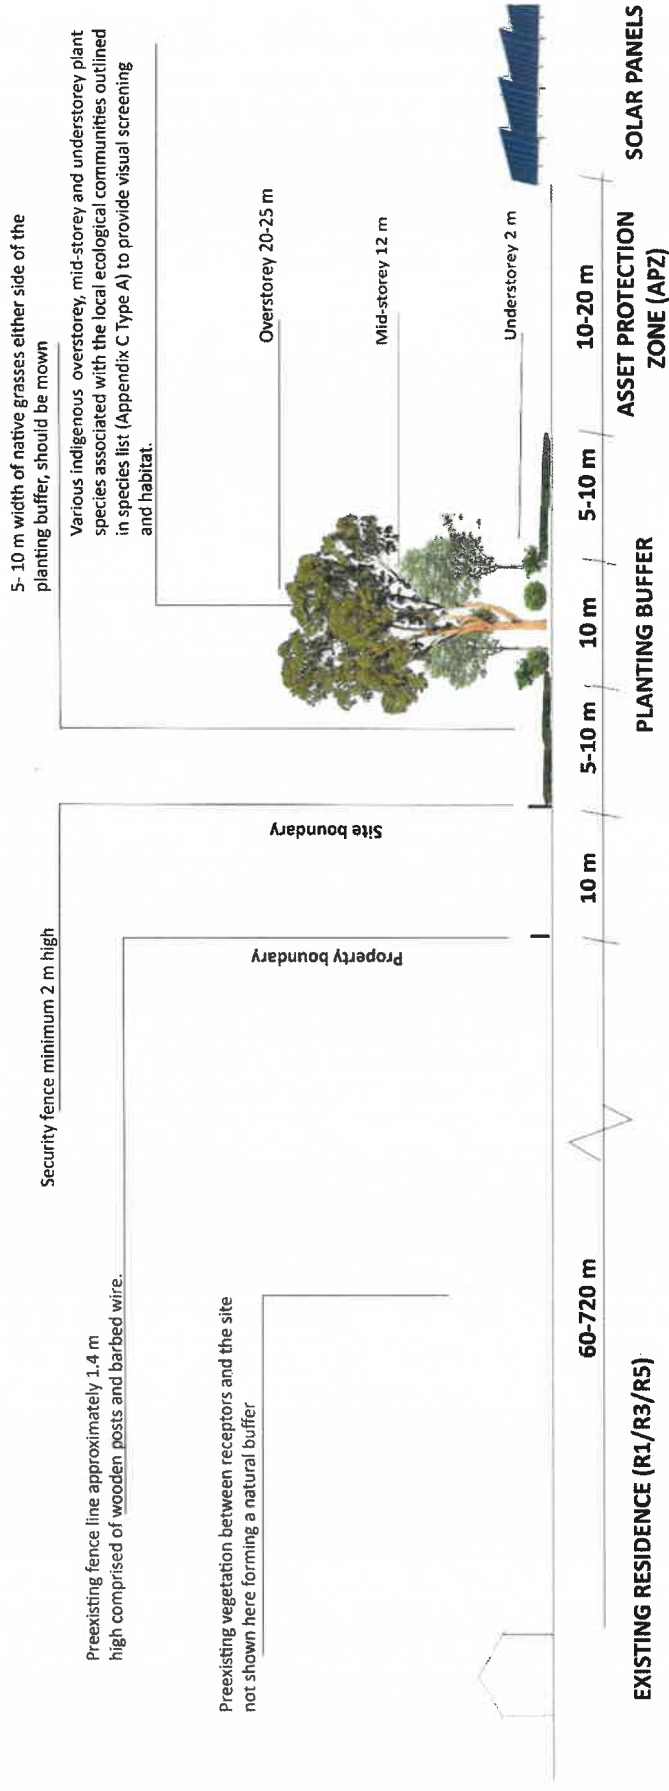 5- 10 m width of native grasses either side of the
planting buffer, should be mown
Various indigenous overstorey, mid-storey and understorey plant
species associated with the local ecological communities outlined
in species list (Appendix C Type A) to provide visual screening
and habitat.
Security fence minimum 2 m high
Preexisting fence line approximately 1.4 m
high comprised of wooden posts and barbed wire.
Preexisting vegetation between receptors and the site
not shown here forming a natural buffer
Property boundary
Site boundary
Overstorey 20-25 m
Mid-storey 12 m
Understorey 2 m
60-720 m
10 m
5-10 m
10 m
5-10 m
10-20 m
EXISTING RESIDENCE (R1/R3/R5)
PLANTING BUFFER
ASSET PROTECTION
ZONE (APZ)
SOLAR PANELS